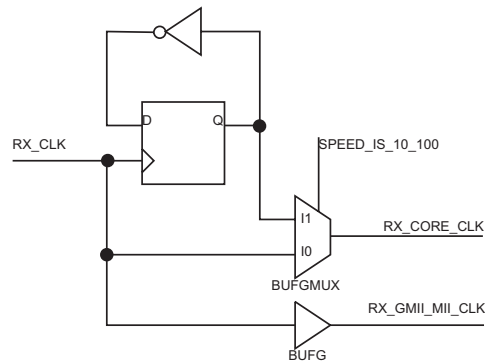 D Q
RX_CLK
SPEED_IS_10_100
I1
RX_CORE_CLK
I0
BUFGMUX
RX_GMII_MII_CLK
BUFG